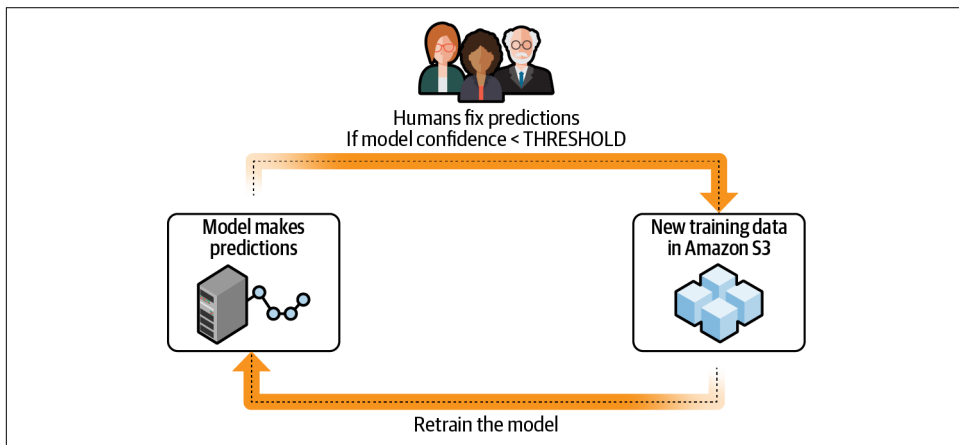 Humans fix predictions
If model confidence < THRESHOLD
Model makes
predictions
New training data
in Amazon S3
Retrain the model